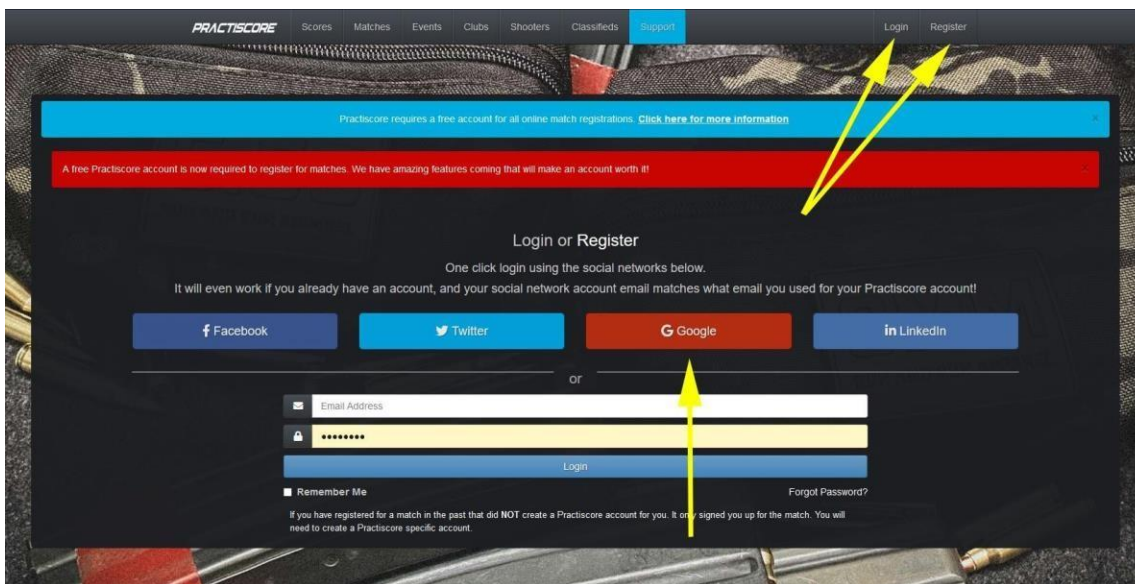 PRACTISCORE Scores Matches Events Clubs Shooters Classifieds Support Login Register
Practiscore requires a free account for all online match registrations. Click here for more information ×
A free Practiscore account is now required to register for matches. We have amazing features coming that will make an account worth it! ×
Login or Register
One click login using the social networks below.
It will even work if you already have an account, and your social network account email matches what email you used for your Practiscore account!
f Facebook Twitter G Google in LinkedIn
or
Email Address
••••••••
Login
Remember Me Forgot Password?
If you have registered for a match in the past that did NOT create a Practiscore account for you. It only signed you up for the match. You will
need to create a Practiscore specific account.